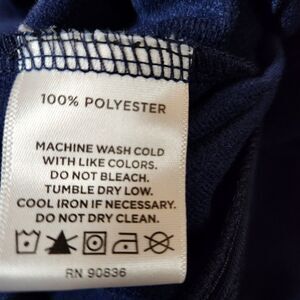 100% POLYESTER
MACHINE WASH COLD
WITH LIKE COLORS.
DO NOT BLEACH.
TUMBLE DRY LOW.
COOL IRON IF NECESSARY.
DO NOT DRY CLEAN.
RN 90836